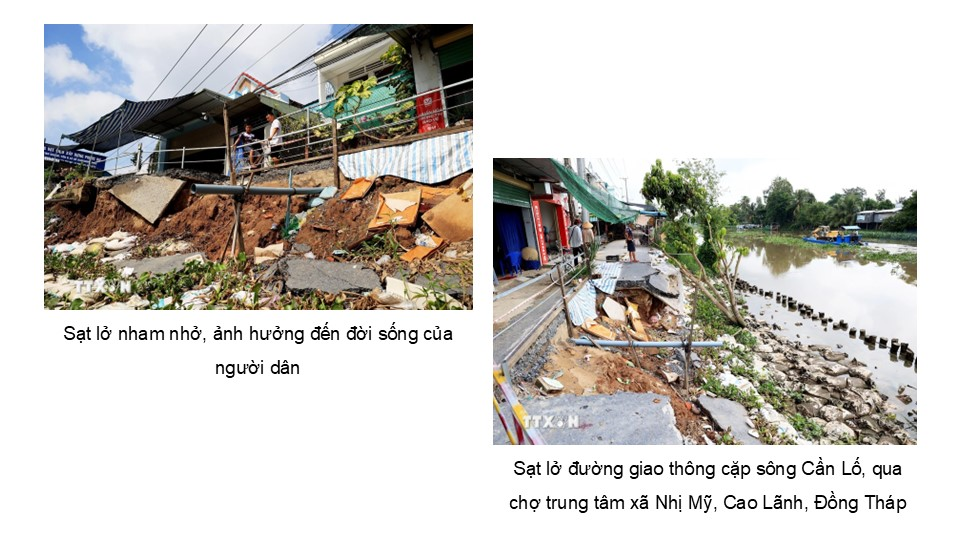 TTXVN
Sạt lở nham nhở, ảnh hưởng đến đời sống của
người dân
TTXVN
Sạt lở đường giao thông cặp sông Cần Lố, qua
chợ trung tâm xã Nhị Mỹ, Cao Lãnh, Đồng Tháp